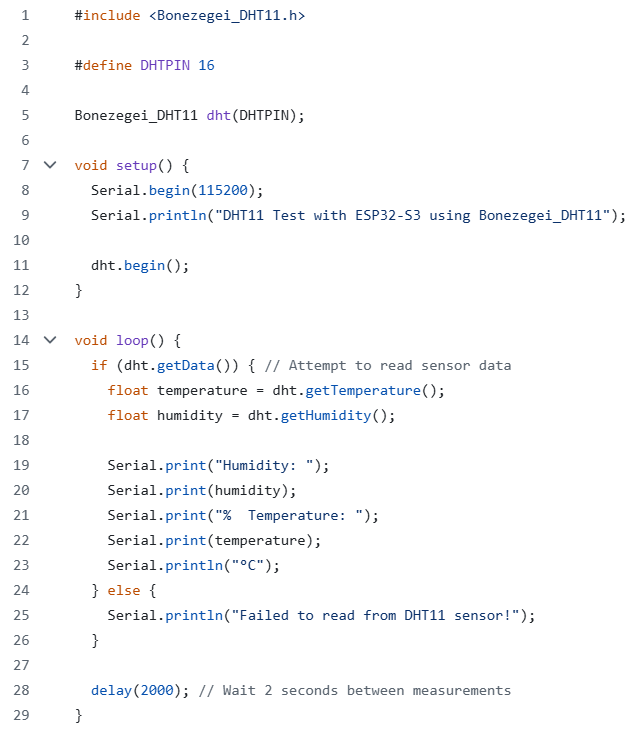 1 #include <Bonezegei_DHT11.h>
2
3 #define DHTPIN 16
4
5 Bonezegei_DHT11 dht(DHTPIN);
6
7 void setup() {
8   Serial.begin(115200);
9   Serial.println("DHT11 Test with ESP32-S3 using Bonezegei_DHT11");
10
11   dht.begin();
12 }
13
14 void loop() {
15   if (dht.getData()) { // Attempt to read sensor data
16     float temperature = dht.getTemperature();
17     float humidity = dht.getHumidity();
18
19     Serial.print("Humidity: ");
20     Serial.print(humidity);
21     Serial.print("%  Temperature: ");
22     Serial.print(temperature);
23     Serial.println("°C");
24   } else {
25     Serial.println("Failed to read from DHT11 sensor!");
26   }
27
28   delay(2000); // Wait 2 seconds between measurements
29 }